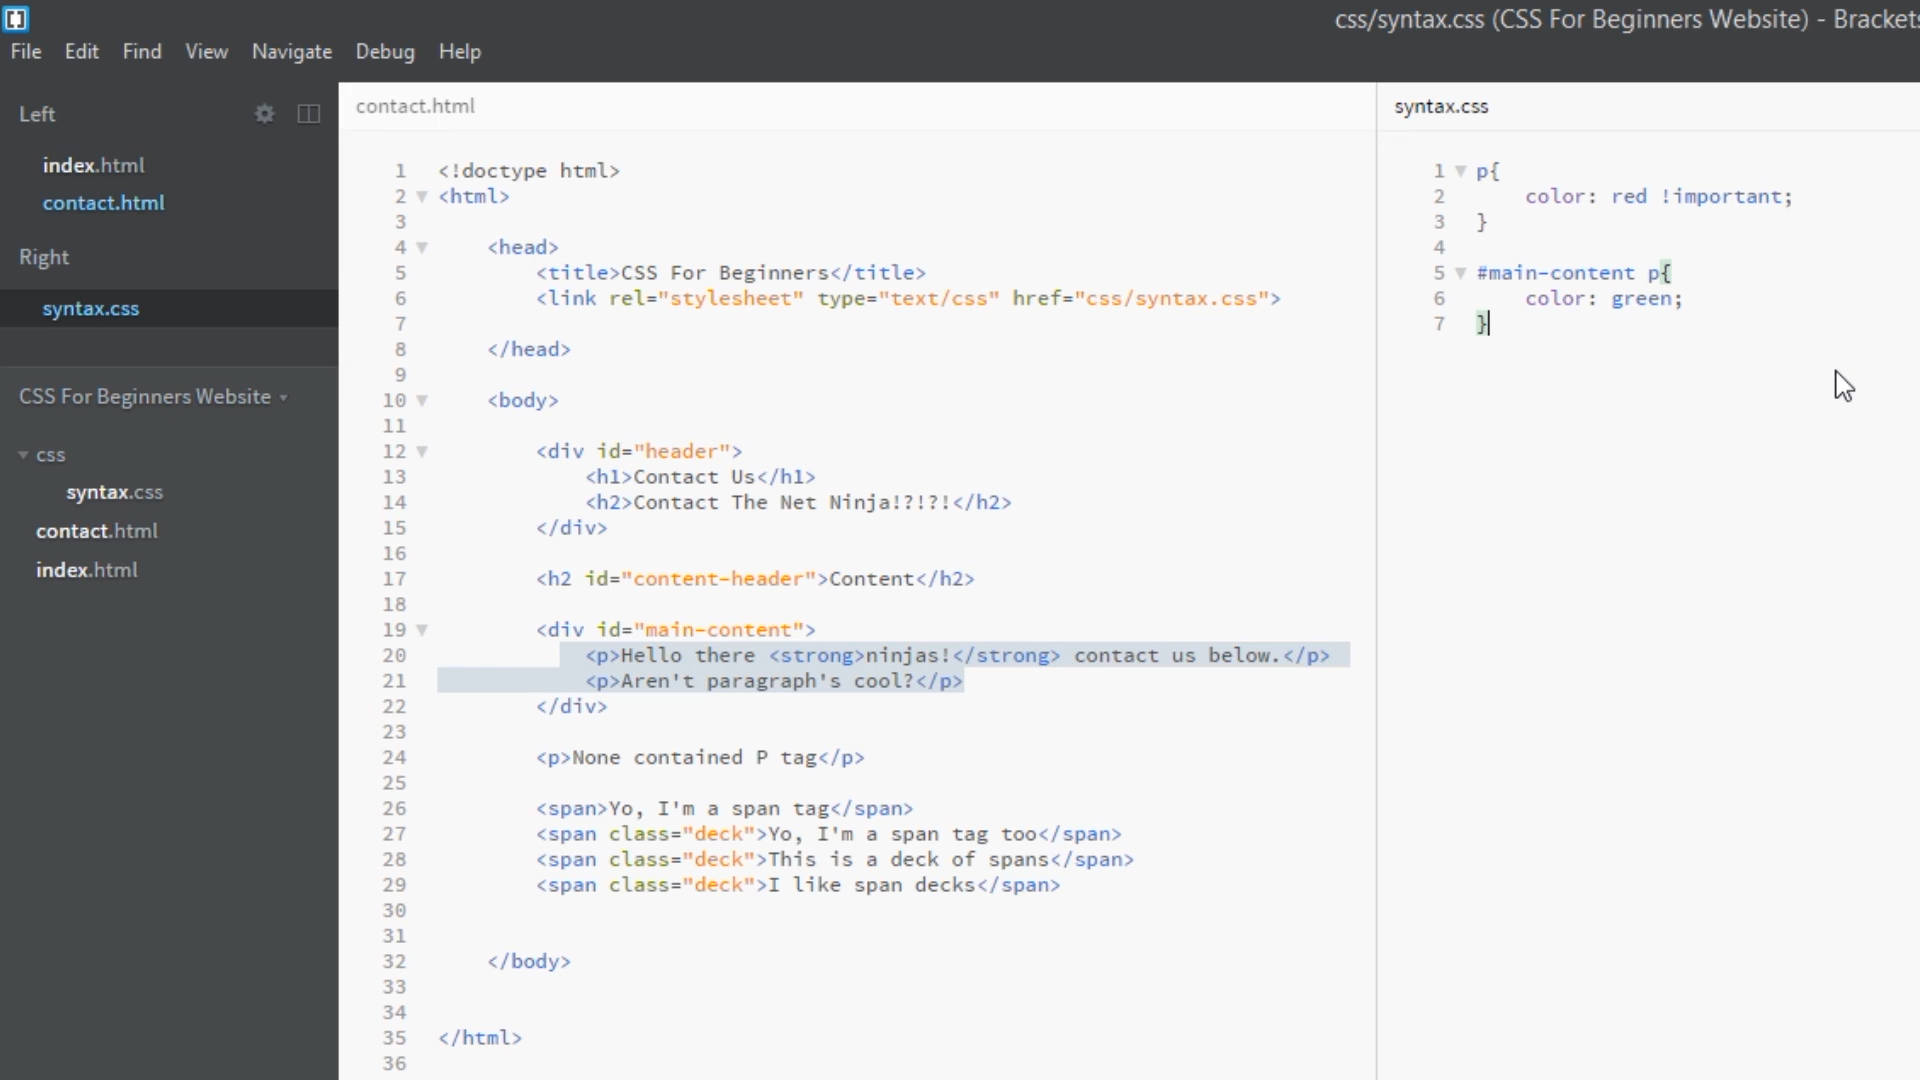 css/syntax.css (CSS For Beginners Website) - Brackets
File Edit Find View Navigate Debug Help
Left
index.html
contact.html
Right
syntax.css
CSS For Beginners Website
css
syntax.css
contact.html
index.html
contact.html
1 <!doctype html>
2 <html>
3
4 <head>
5 <title>CSS For Beginners</title>
6 <link rel="stylesheet" type="text/css" href="css/syntax.css">
7
8 </head>
9
10 <body>
11
12 <div id="header">
13 <h1>Contact Us</h1>
14 <h2>Contact The Net Ninja!?!?!</h2>
15 </div>
16
17 <h2 id="content-header">Content</h2>
18
19 <div id="main-content">
20 <p>Hello there <strong>ninjas!</strong> contact us below.</p>
21 <p>Aren't paragraph's cool?</p>
22 </div>
23
24 <p>None contained P tag</p>
25
26 <span>Yo, I'm a span tag</span>
27 <span class="deck">Yo, I'm a span tag too</span>
28 <span class="deck">This is a deck of spans</span>
29 <span class="deck">I like span decks</span>
30
31
32 </body>
33
34
35 </html>
36
syntax.css
1 p{
2 color: red !important;
3 }
4
5 #main-content p{
6 color: green;
7 }